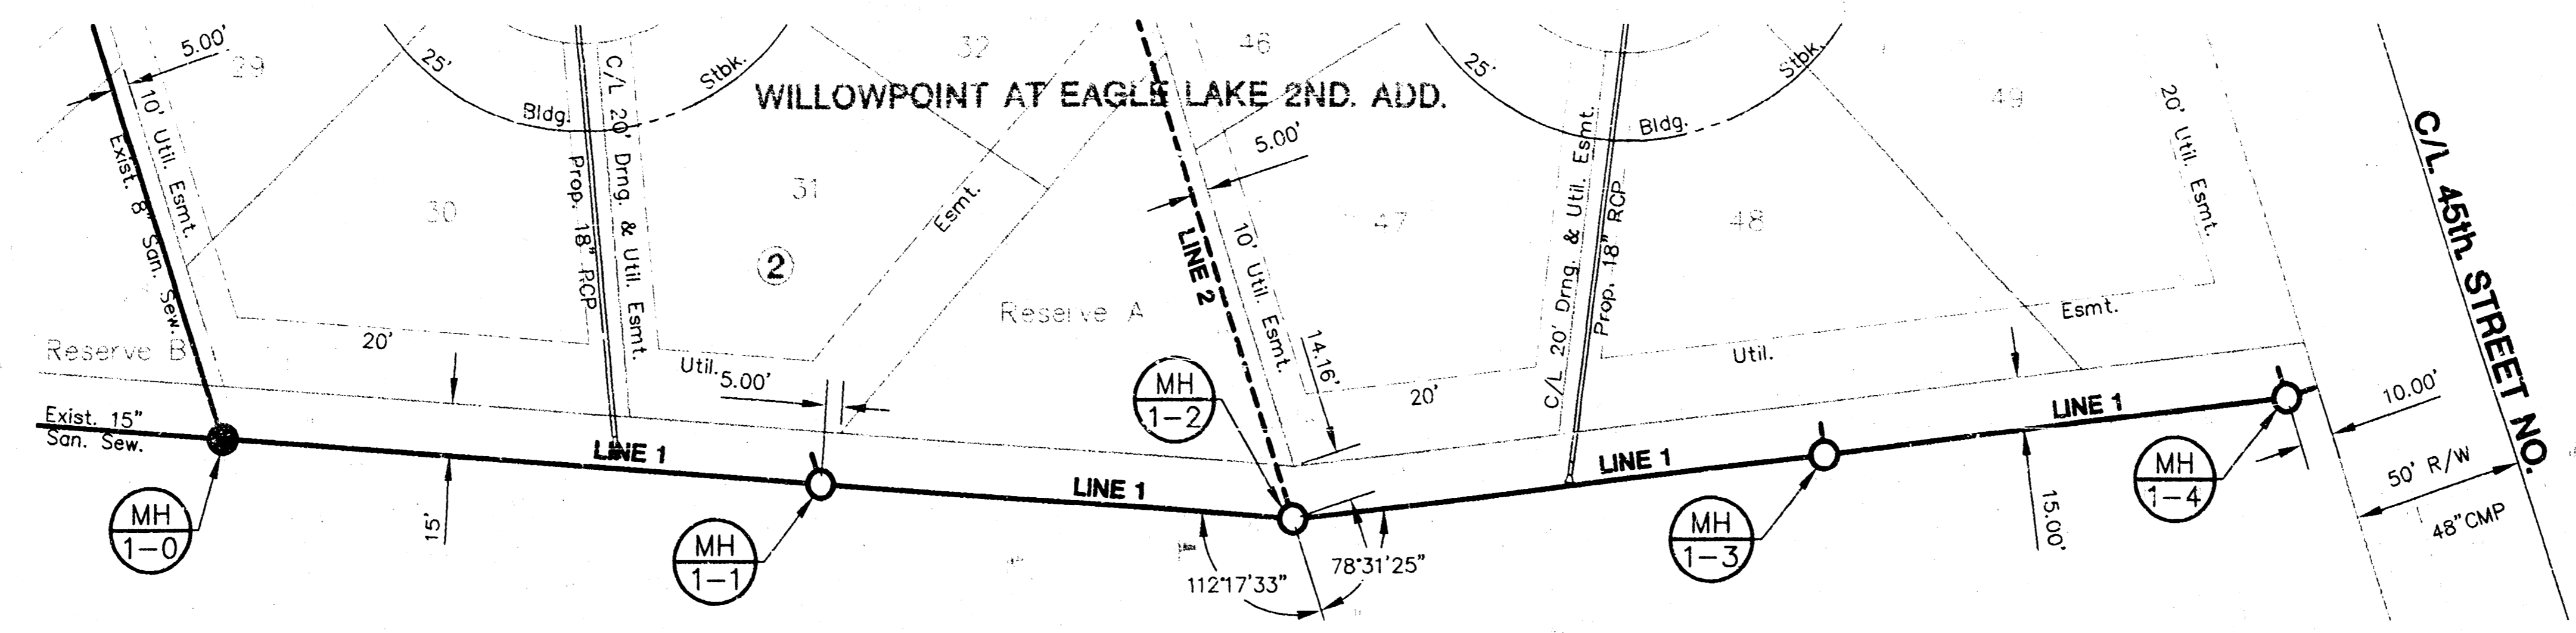 5.00'
29
25'
Bldg.
Stbk.
C/L 20' Drng. & Util. Esmt.
Prop. 18" RCP
10' Util. Esmt.
Exist. 8" San. Sew.
30
31
32
46
WILLOWPOINT AT EAGLE LAKE 2ND. ADD.
25'
Bldg.
Stbk.
49
20' Util. Esmt.
C/L 45th. STREET NO.
5.00'
Esmt.
2
LINE 2
10' Util. Esmt.
47
48
C/L 20' Drng. & Util. Esmt.
Prop. 18" RCP
Reserve A
Reserve B
20'
Util.
5.00'
14.16'
20'
Util.
Esmt.
MH
1-2
Exist. 15"
San. Sew.
LINE 1
LINE 1
LINE 1
LINE 1
10.00'
50' R/W
48"CMP
MH
1-0
15'
MH
1-1
112°17'33"
78°31'25"
MH
1-3
15.00'
MH
1-4